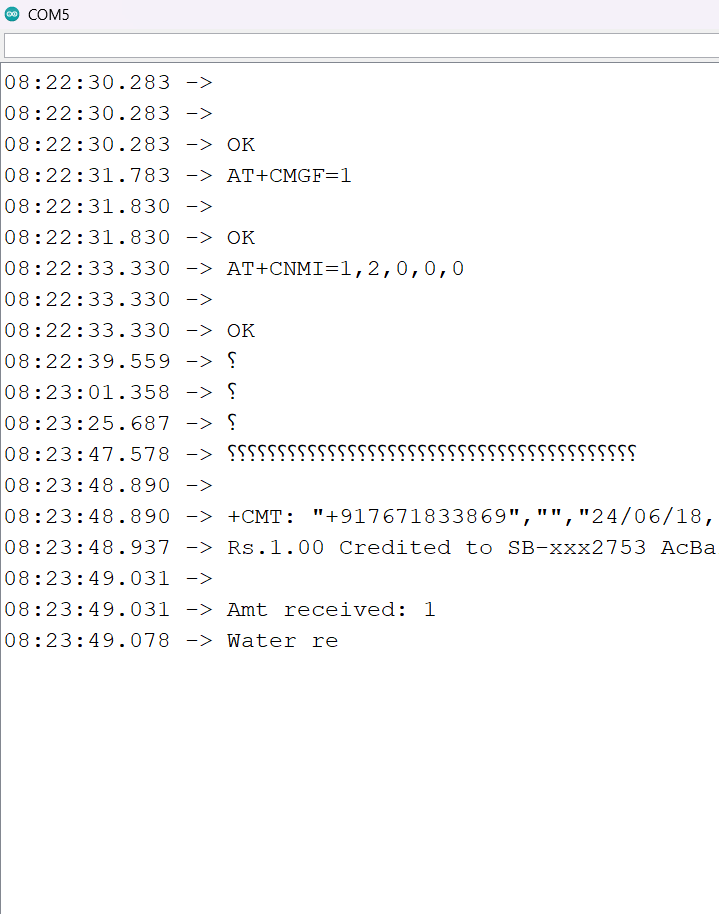 COM5
08:22:30.283 ->
08:22:30.283 ->
08:22:30.283 -> OK
08:22:31.783 -> AT+CMGF=1
08:22:31.830 ->
08:22:31.830 -> OK
08:22:33.330 -> AT+CNMI=1,2,0,0,0
08:22:33.330 ->
08:22:33.330 -> OK
08:22:39.559 -> ⸮
08:23:01.358 -> ⸮
08:23:25.687 -> ⸮
08:23:47.578 -> ⸮⸮⸮⸮⸮⸮⸮⸮⸮⸮⸮⸮⸮⸮⸮⸮⸮⸮⸮⸮⸮⸮⸮⸮⸮⸮⸮⸮⸮⸮⸮⸮⸮⸮⸮⸮⸮⸮⸮⸮⸮
08:23:48.890 ->
08:23:48.890 -> +CMT: "+917671833869","","24/06/18,
08:23:48.937 -> Rs.1.00 Credited to SB-xxx2753 AcBa
08:23:49.031 ->
08:23:49.031 -> Amt received: 1
08:23:49.078 -> Water re